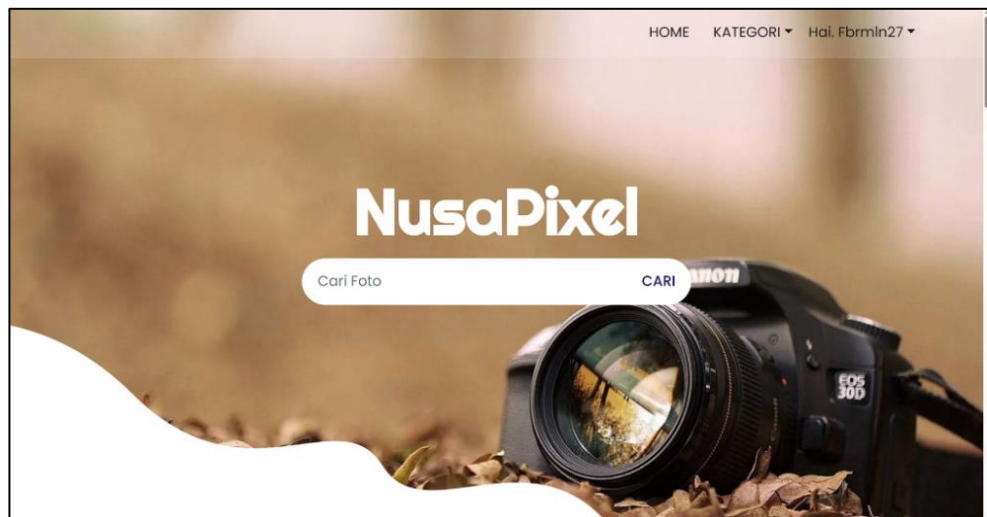 HOME KATEGORI Hai. Fbrmln27
NusaPixel
Cari Foto CARI
anon
EOS
30D